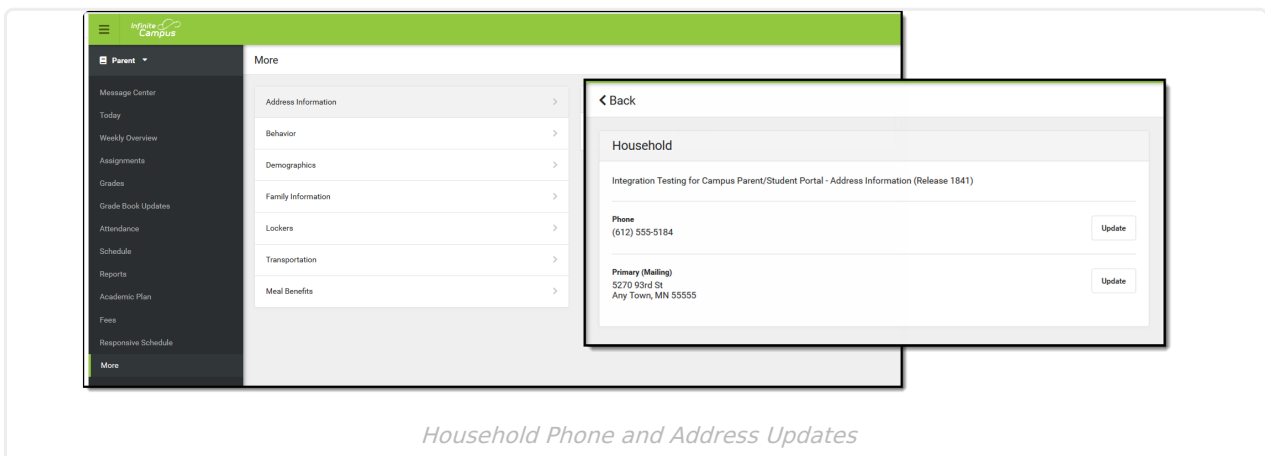 Infinite
Campus
Parent
More
Message Center
Today
Weekly Overview
Assignments
Grades
Grade Book Updates
Attendance
Schedule
Reports
Academic Plan
Fees
Responsive Schedule
More
Address Information
Behavior
Demographics
Family Information
Lockers
Transportation
Meal Benefits
Back
Household
Integration Testing for Campus Parent/Student Portal - Address Information (Release 1841)
Phone
(612) 555-5184
Update
Primary (Mailing)
5270 93rd St
Any Town, MN 55555
Update
Household Phone and Address Updates